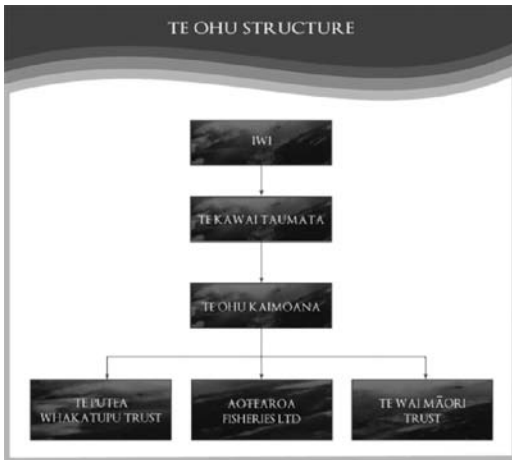 TE OHU STRUCTURE
IWI
TE KAWAI TAUMATA
TE OHU KAIMOANA
TE PUTEA
WHAKATUPU TRUST
AOTEAROA
FISHERIES LTD
TE WAI MĀORI
TRUST